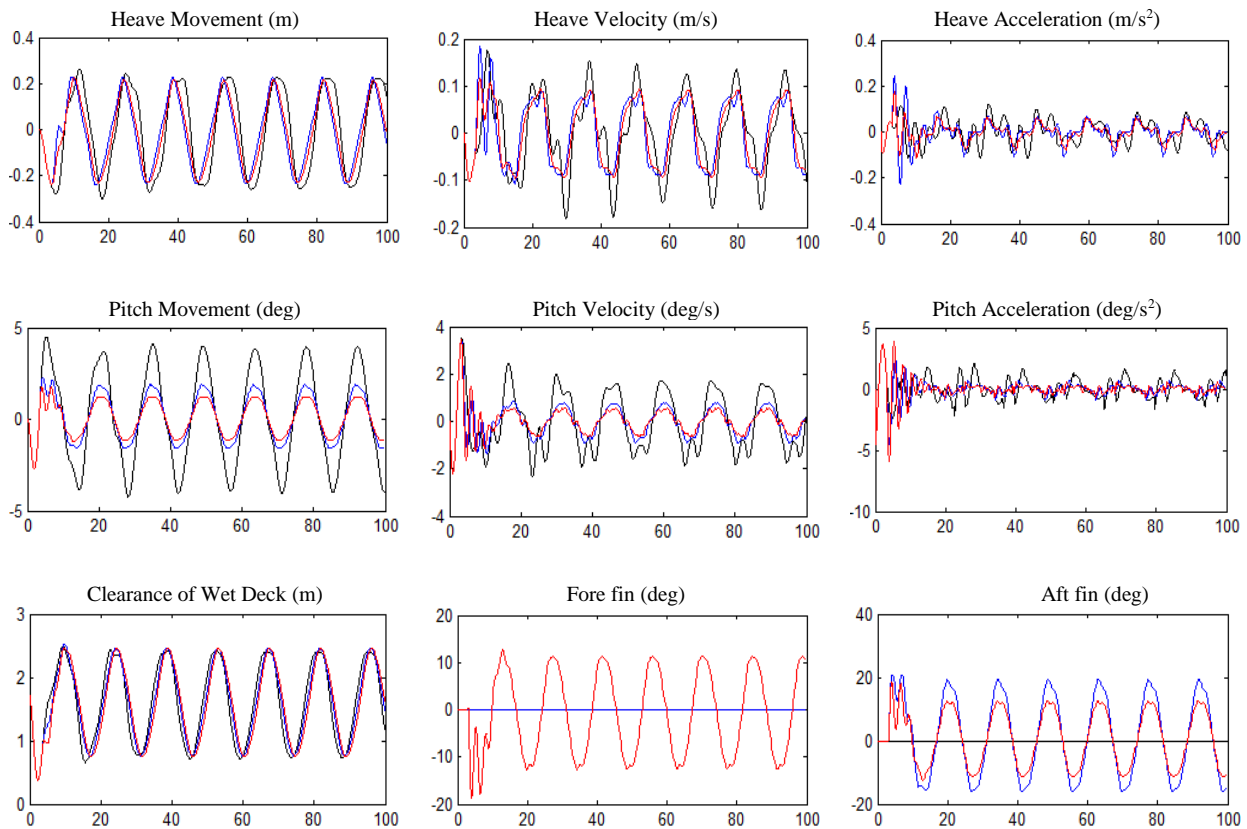 Heave Movement (m)
Heave Velocity (m/s)
Heave Acceleration (m/s²)
0.4
0.2
0
-0.2
-0.4
0 20 40 60 80 100
0.2
0.1
0
-0.1
-0.2
0 20 40 60 80 100
0.4
0.2
0
0.2
0.4
0 20 40 60 80 100
Pitch Movement (deg)
Pitch Velocity (deg/s)
Pitch Acceleration (deg/s²)
5
0
-5
0 20 40 60 80 100
4
2
0
-2
-4
0 20 40 60 80 100
5
0
-5
-10
0 20 40 60 80 100
Clearance of Wet Deck (m)
Fore fin (deg)
Aft fin (deg)
3
2
1
0
0 20 40 60 80 100
20
10
0
-10
-20
0 20 40 60 80 100
40
20
0
-20
0 20 40 60 80 100